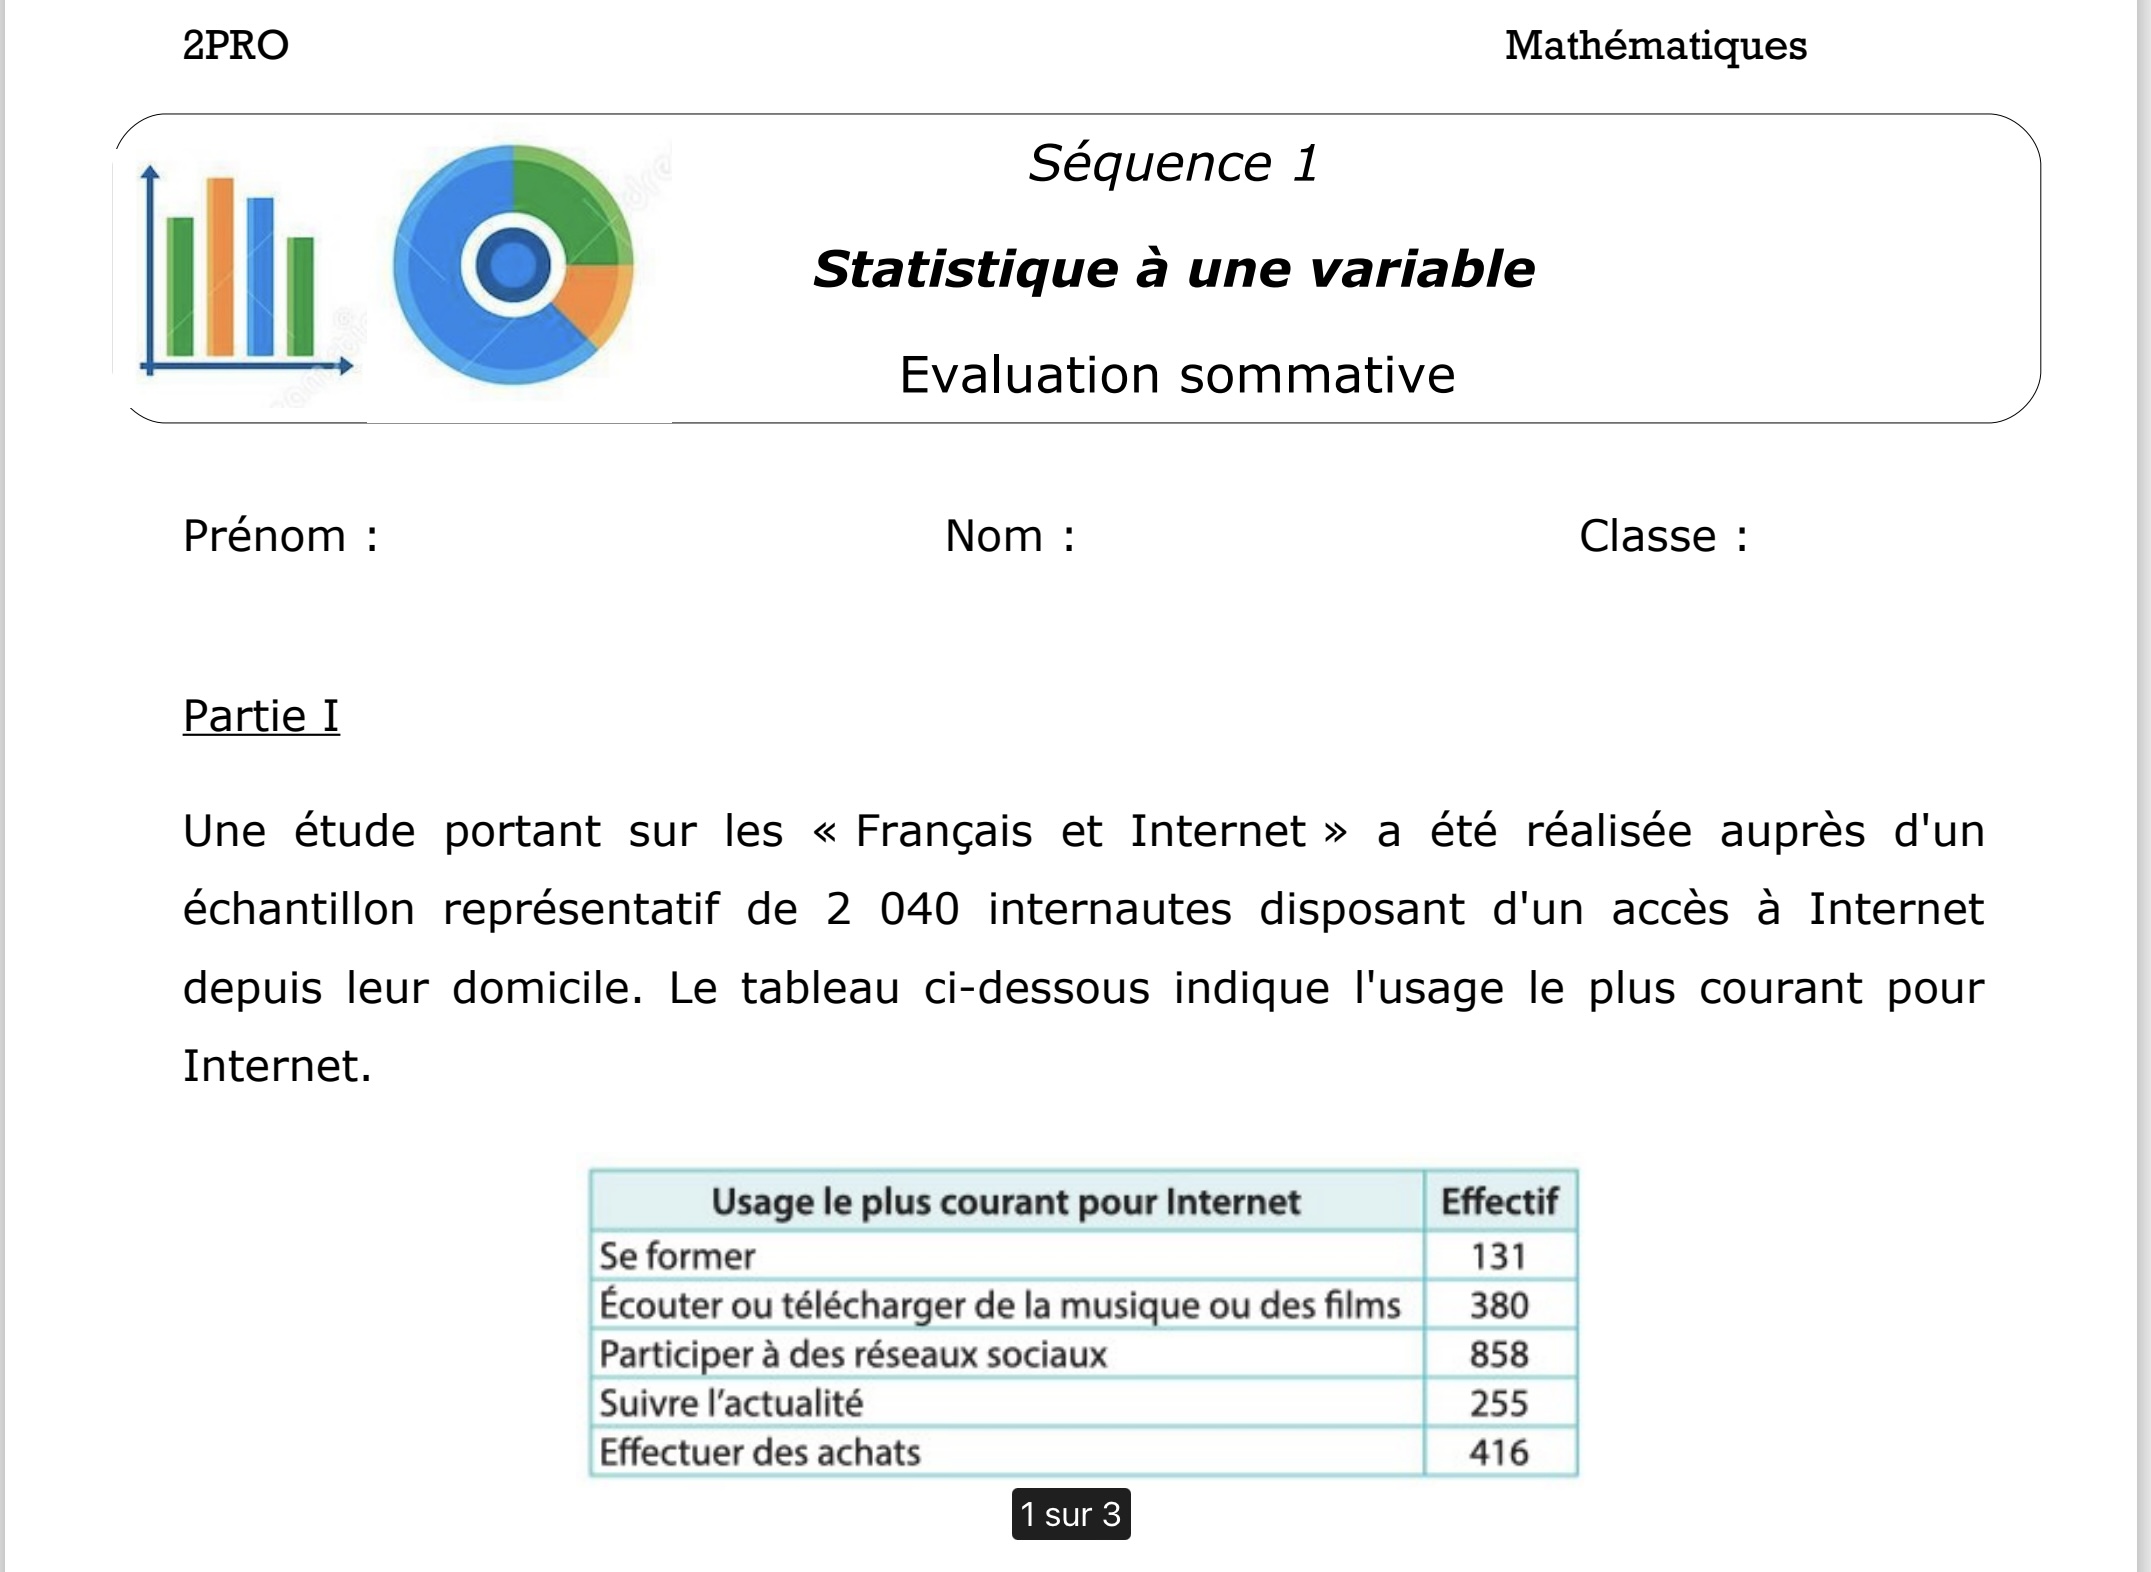 2PRO Mathématiques
Séquence 1
Statistique à une variable
Evaluation sommative
Prénom : Nom : Classe :
Partie I
Une étude portant sur les « Français et Internet » a été réalisée auprès d'un
échantillon représentatif de 2 040 internautes disposant d'un accès à Internet
depuis leur domicile. Le tableau ci-dessous indique l'usage le plus courant pour
Internet.
Usage le plus courant pour Internet Effectif
Se former 131
Écouter ou télécharger de la musique ou des films 380
Participer à des réseaux sociaux 858
Suivre l'actualité 255
Effectuer des achats 416
1 sur 3